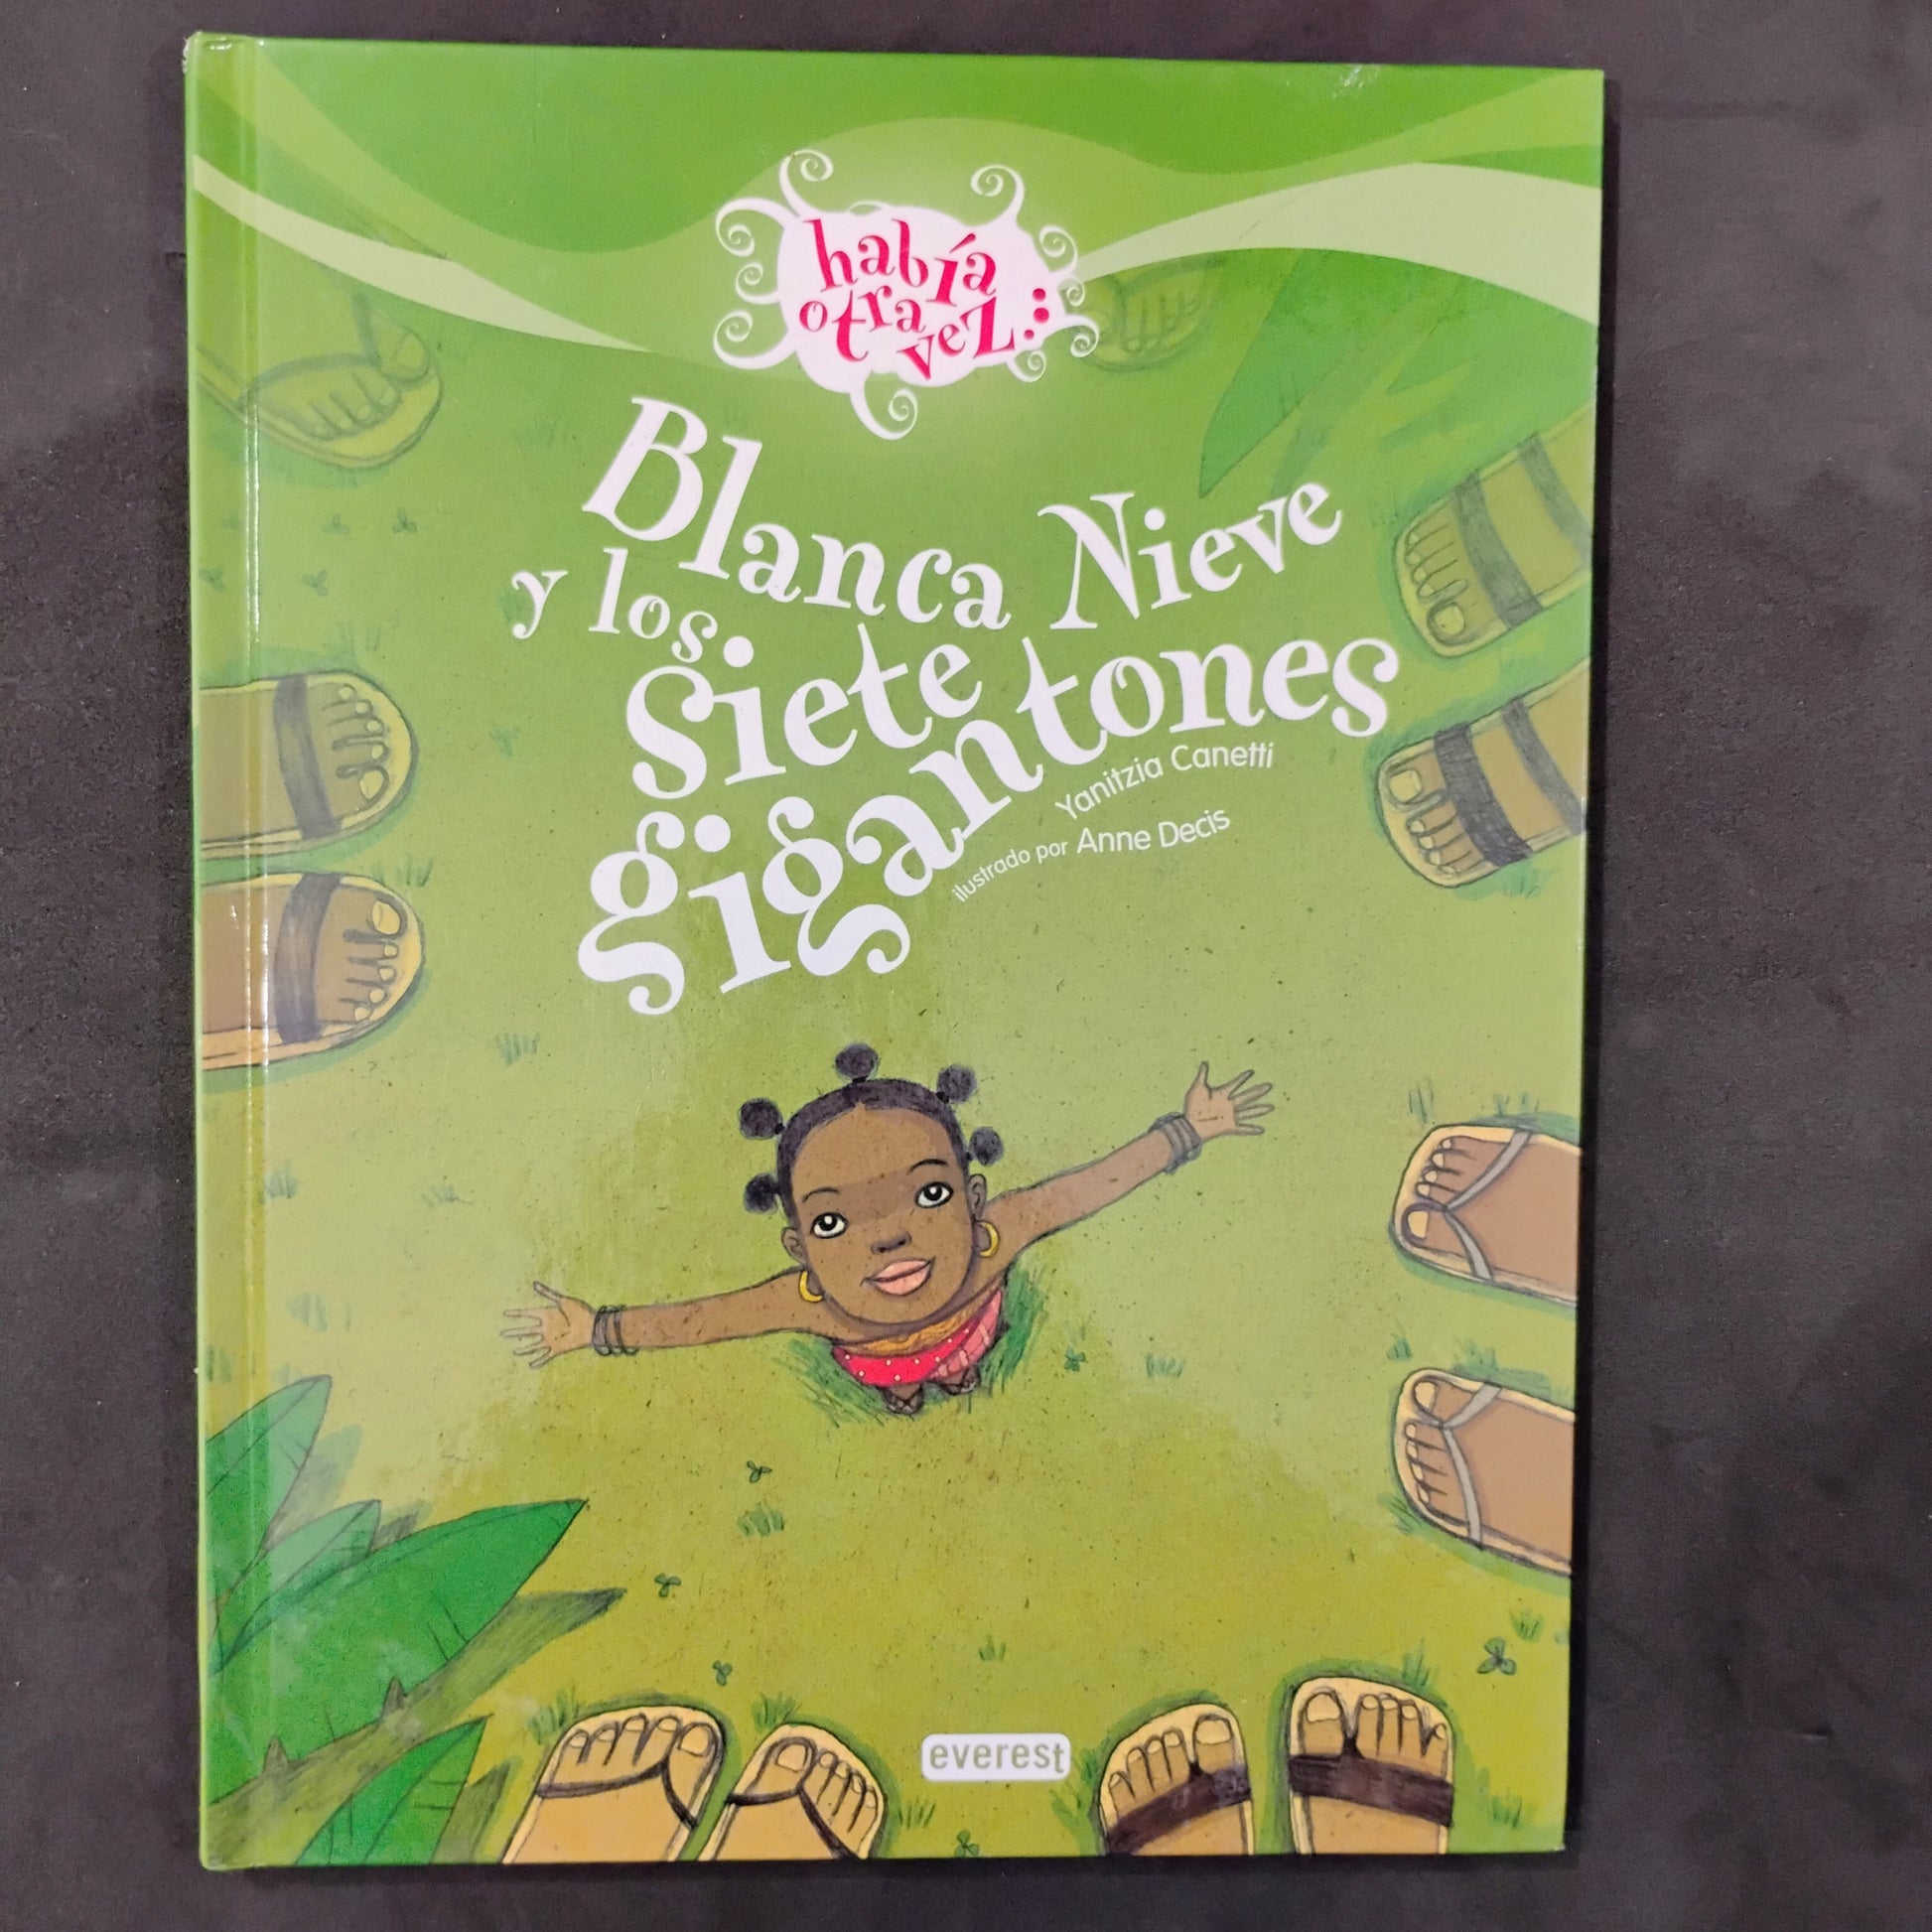 había
otra
vez...
Blanca Nieve
y los
siete
gigantones
Yanitzia Canetti
ilustrado por Anne Decis
everest